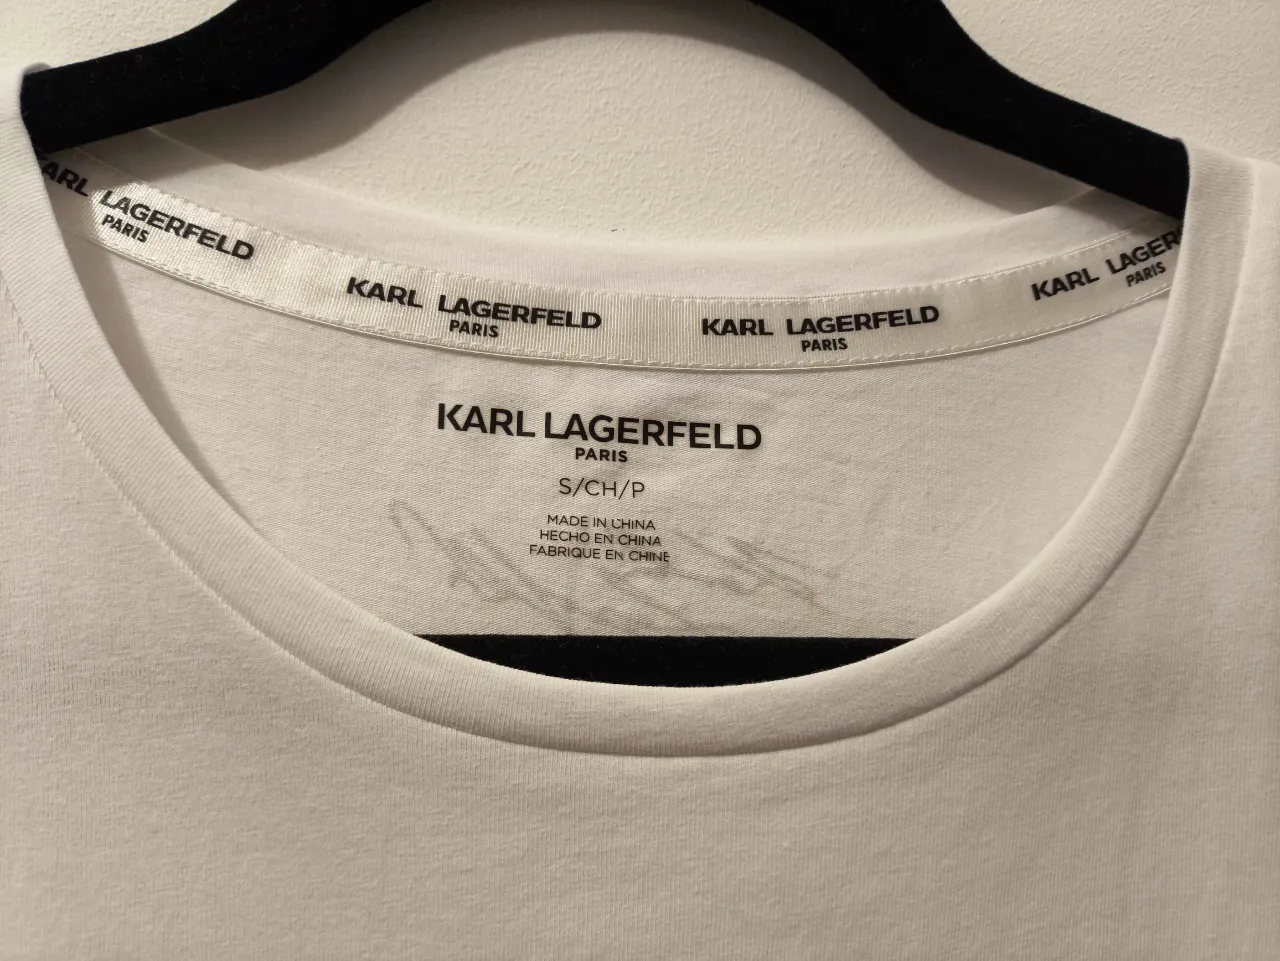 KARL LAGERFELD
PARIS
KARL LAGERFELD
PARIS
KARL LAGERFELD
PARIS
KARL LAGER
PARIS
KARL LAGERFELD
PARIS
S/CH/P
MADE IN CHINA
HECHO EN CHINA
FABRIQUE EN CHINE